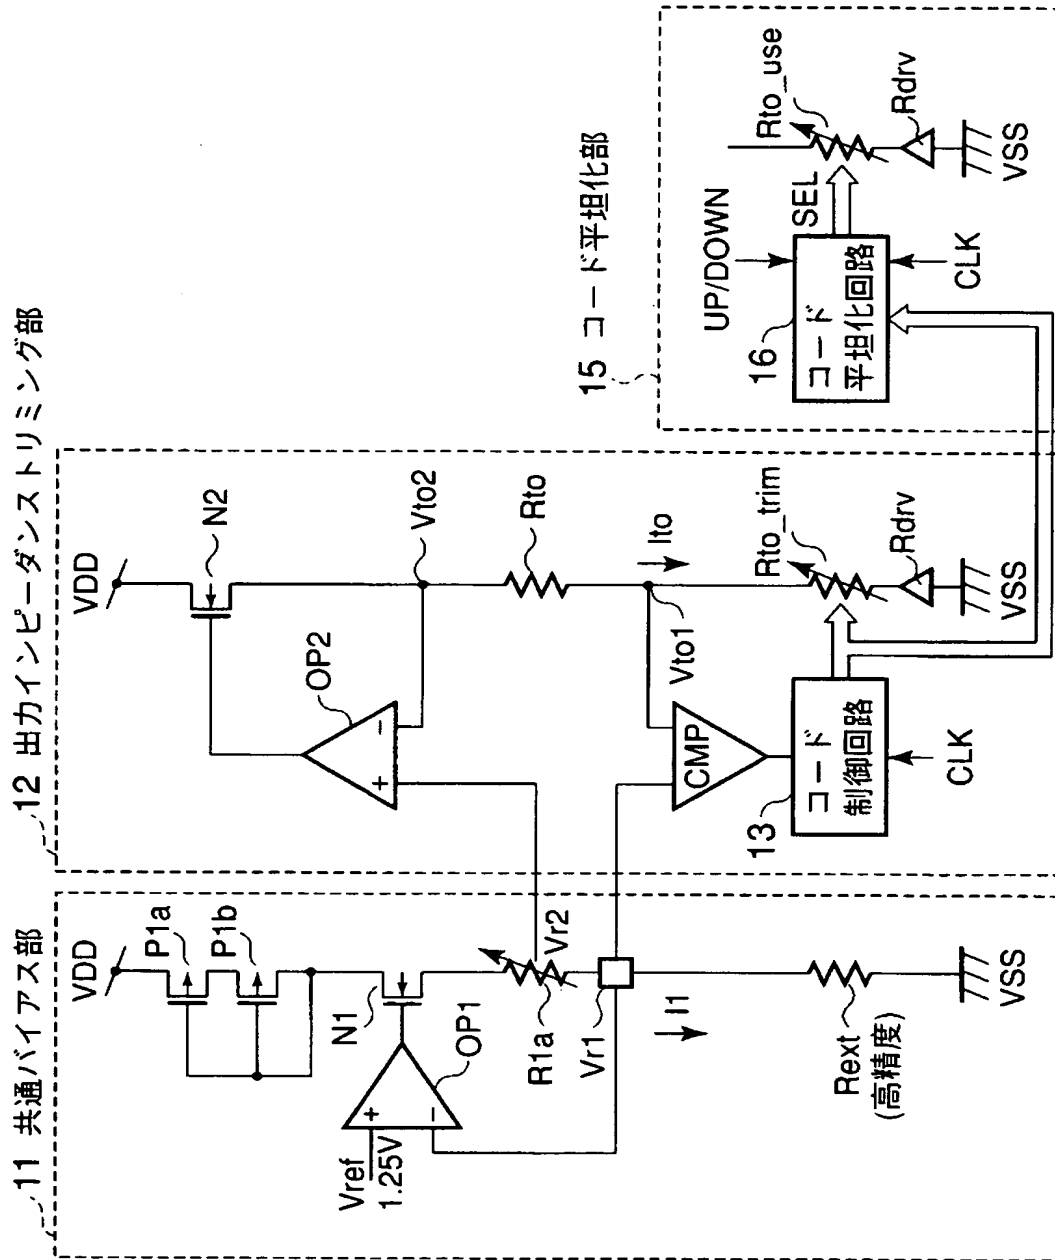 11 共通バイアス部
VDD
P1a
P1b
N1
Vref
1.25V
+
-
OP1
R1a
Vr2
Vr1
I1
Rext
(高精度)
VSS
12 出力インピーダンストリミング部
VDD
N2
OP2
+
-
Vto2
Rto
Vto1
Ito
CMP
13
コード
制御回路
CLK
Rto_trim
Rdrv
VSS
15 コード平坦化部
UP/DOWN
16
コード
平坦化回路
SEL
CLK
Rto_use
Rdrv
VSS